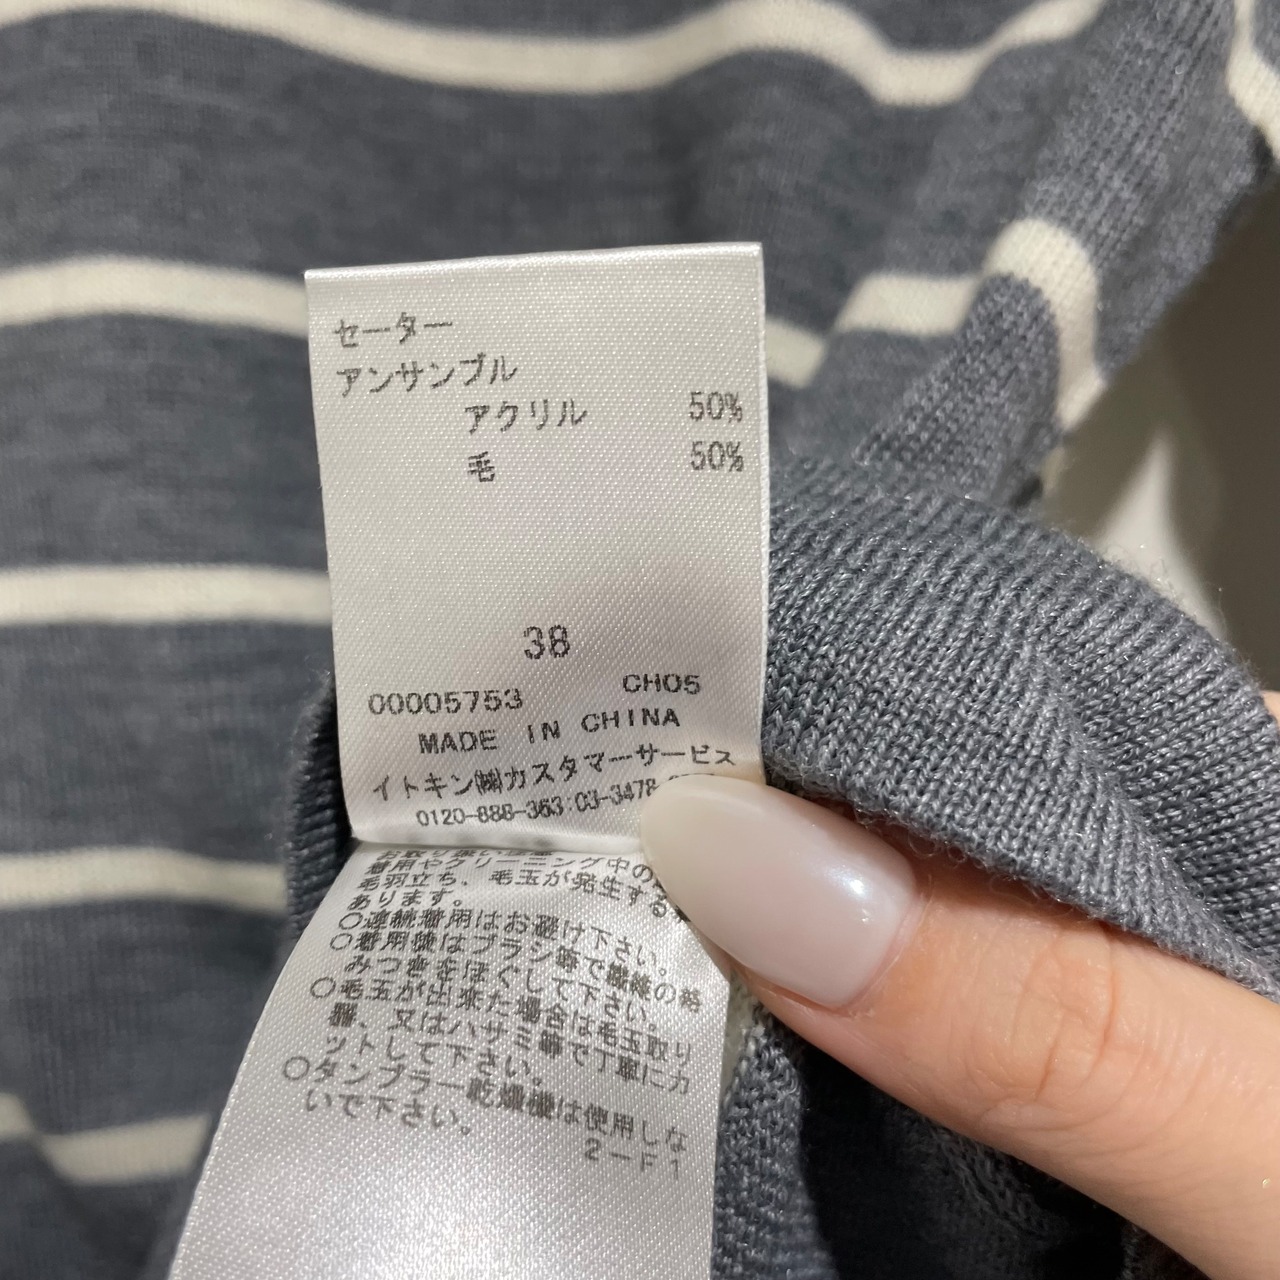 セーター
アンサンブル
アクリル 50%
毛 50%
38
00005753 CH05
MADE IN CHINA
イトキン㈱カスタマーサービス
0120-888-363:03-3478-
着用やクリーニング中の
毛羽立ち、毛玉が発生する
あります。
○連続着用はお避け下さい。
○着用後はブラシ等で繊維の絡
みつきをほぐして下さい。
○毛玉が出来た場合は毛玉取り
器、又はハサミ等で丁寧にカ
ットして下さい。
○タンブラー乾燥機は使用しな
いで下さい。
2-F1